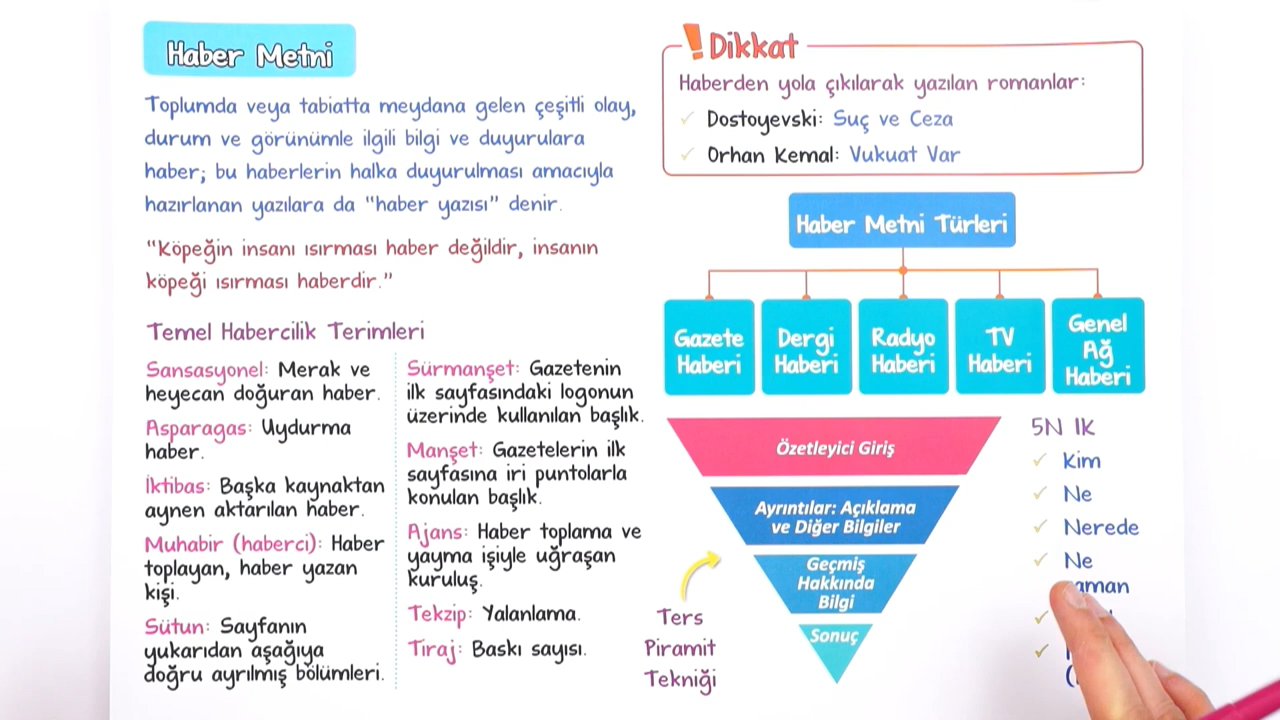 Haber Metni
Toplumda veya tabiatta meydana gelen çeşitli olay,
durum ve görünümle ilgili bilgi ve duyurulara
haber; bu haberlerin halka duyurulması amacıyla
hazırlanan yazılara da "haber yazısı" denir.
"Köpeğin insanı ısırması haber değildir, insanın
köpeği ısırması haberdir."
Temel Habercilik Terimleri
Sansasyonel: Merak ve
heyecan doğuran haber.
Asparagas: Uydurma
haber.
İktibas: Başka kaynaktan
aynen aktarılan haber.
Muhabir (haberci): Haber
toplayan, haber yazan
kişi.
Sütun: Sayfanın
yukarıdan aşağıya
doğru ayrılmış bölümleri.
Sürmanşet: Gazetenin
ilk sayfasındaki logonun
üzerinde kullanılan başlık.
Manşet: Gazetelerin ilk
sayfasına iri puntolarla
konulan başlık.
Ajans: Haber toplama ve
yayma işiyle uğraşan
kuruluş.
Tekzip: Yalanlama.
Tiraj: Baskı sayısı.
! Dikkat
Haberden yola çıkılarak yazılan romanlar:
Dostoyevski: Suç ve Ceza
Orhan Kemal: Vukuat Var
Haber Metni Türleri
Gazete
Haberi
Dergi
Haberi
Radyo
Haberi
TV
Haberi
Genel
Ağ
Haberi
Özetleyici Giriş
Ayrıntılar: Açıklama
ve Diğer Bilgiler
Geçmiş
Hakkında
Bilgi
Sonuç
Ters
Piramit
Tekniği
5N 1K
Kim
Ne
Nerede
Ne